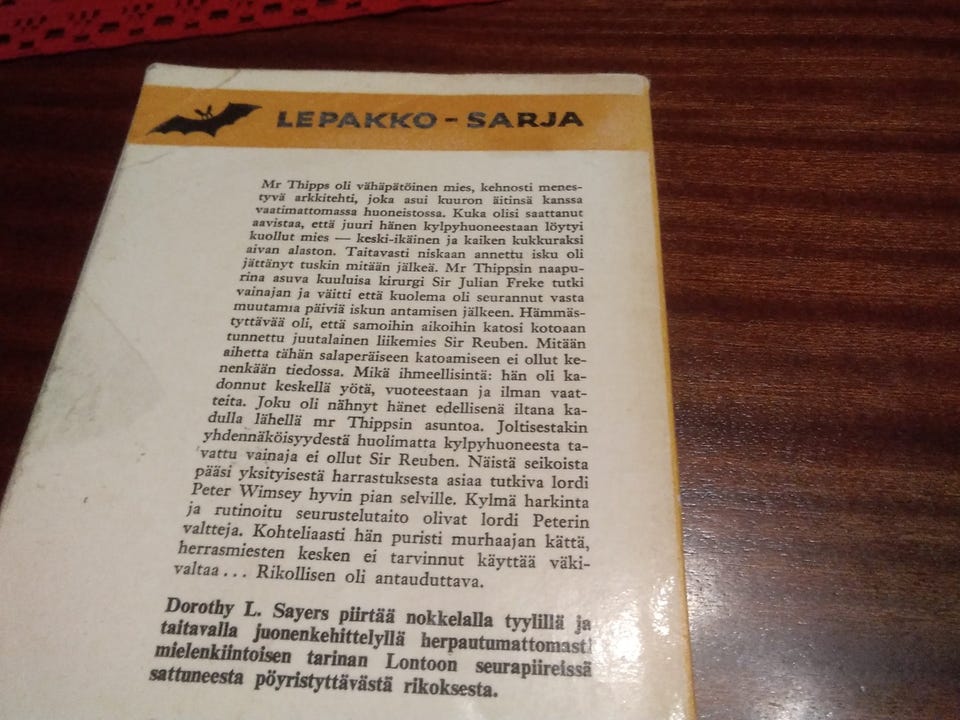 LEPAKKO - SARJA
Mr Thipps oli vähäpätöinen mies, kehnosti menes-
tyvä arkkitehti, joka asui kuuron äitinsä kanssa
vaatimattomassa huoneistossa. Kuka olisi saattanut
aavistaa, että juuri hänen kylpyhuoneestaan löytyi
kuollut mies — keski-ikäinen ja kaiken kukkuraksi
aivan alaston. Taitavasti niskaan annettu isku oli
jättänyt tuskin mitään jälkeä. Mr Thippsin naapu-
rina asuva kuuluisa kirurgi Sir Julian Freke tutki
vainajan ja väitti että kuolema oli seurannut vasta
muutamia päiviä iskun antamisen jälkeen. Hämmäs-
tyttävää oli, että samoihin aikoihin katosi kotoaan
tunnettu juutalainen liikemies Sir Reuben. Mitään
aihetta tähän salaperäiseen katoamiseen ei ollut ke-
nenkään tiedossa. Mikä ihmeellisintä: hän oli ka-
donnut keskellä yötä, vuoteestaan ja ilman vaat-
teita. Joku oli nähnyt hänet edellisenä iltana ka-
dulla lähellä mr Thippsin asuntoa. Joltisestakin
yhdennäköisyydestä huolimatta kylpyhuoneesta ta-
vattu vainaja ei ollut Sir Reuben. Näistä seikoista
pääsi yksityisestä harrastuksesta asiaa tutkiva lordi
Peter Wimsey hyvin pian selville. Kylmä harkinta
ja rutinoitu seurustelutaito olivat lordi Peterin
valtteja. Kohteliaasti hän puristi murhaajan kättä,
herrasmiesten kesken ei tarvinnut käyttää väki-
valtaa... Rikollisen oli antauduttava.
Dorothy L. Sayers piirtää nokkelalla tyylillä ja
taitavalla juonenkehittelyllä herpautumattomasti
mielenkiintoisen tarinan Lontoon seurapiireissä
sattuneesta pöyristyttävästä rikoksesta.